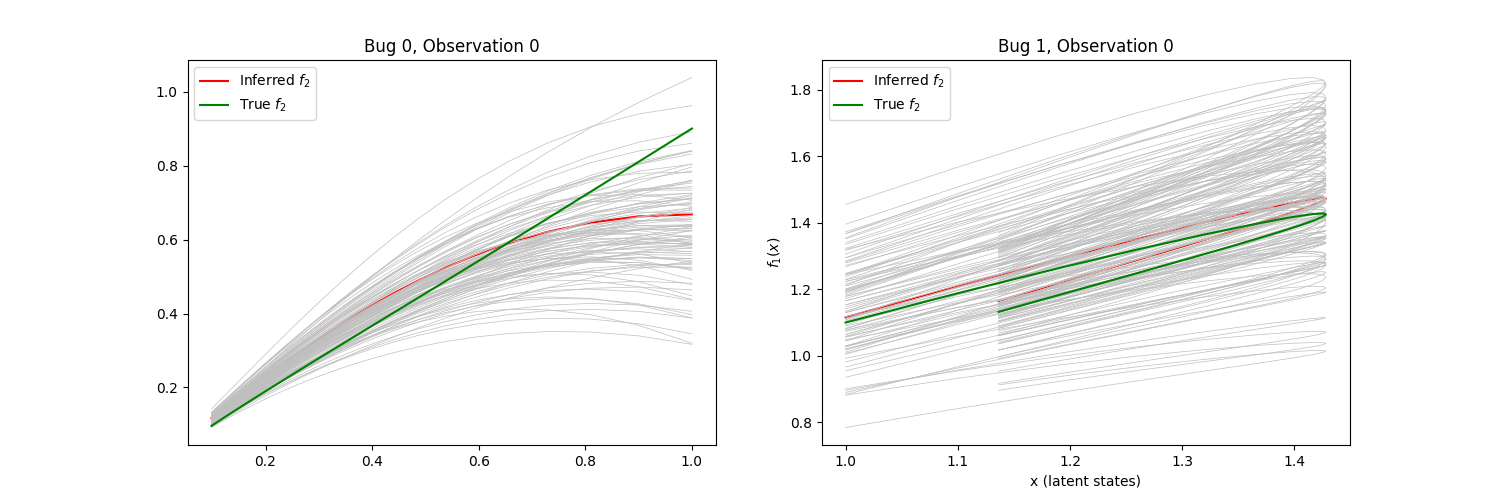 Bug 0, Observation 0
Inferred f₂
True f₂
1.0
0.8
0.6
0.4
0.2
0.2 0.4 0.6 0.8 1.0
Bug 1, Observation 0
Inferred f₂
True f₂
f₁(x)
1.8
1.6
1.4
1.2
1.0
0.8
1.0 1.1 1.2 1.3 1.4
x (latent states)